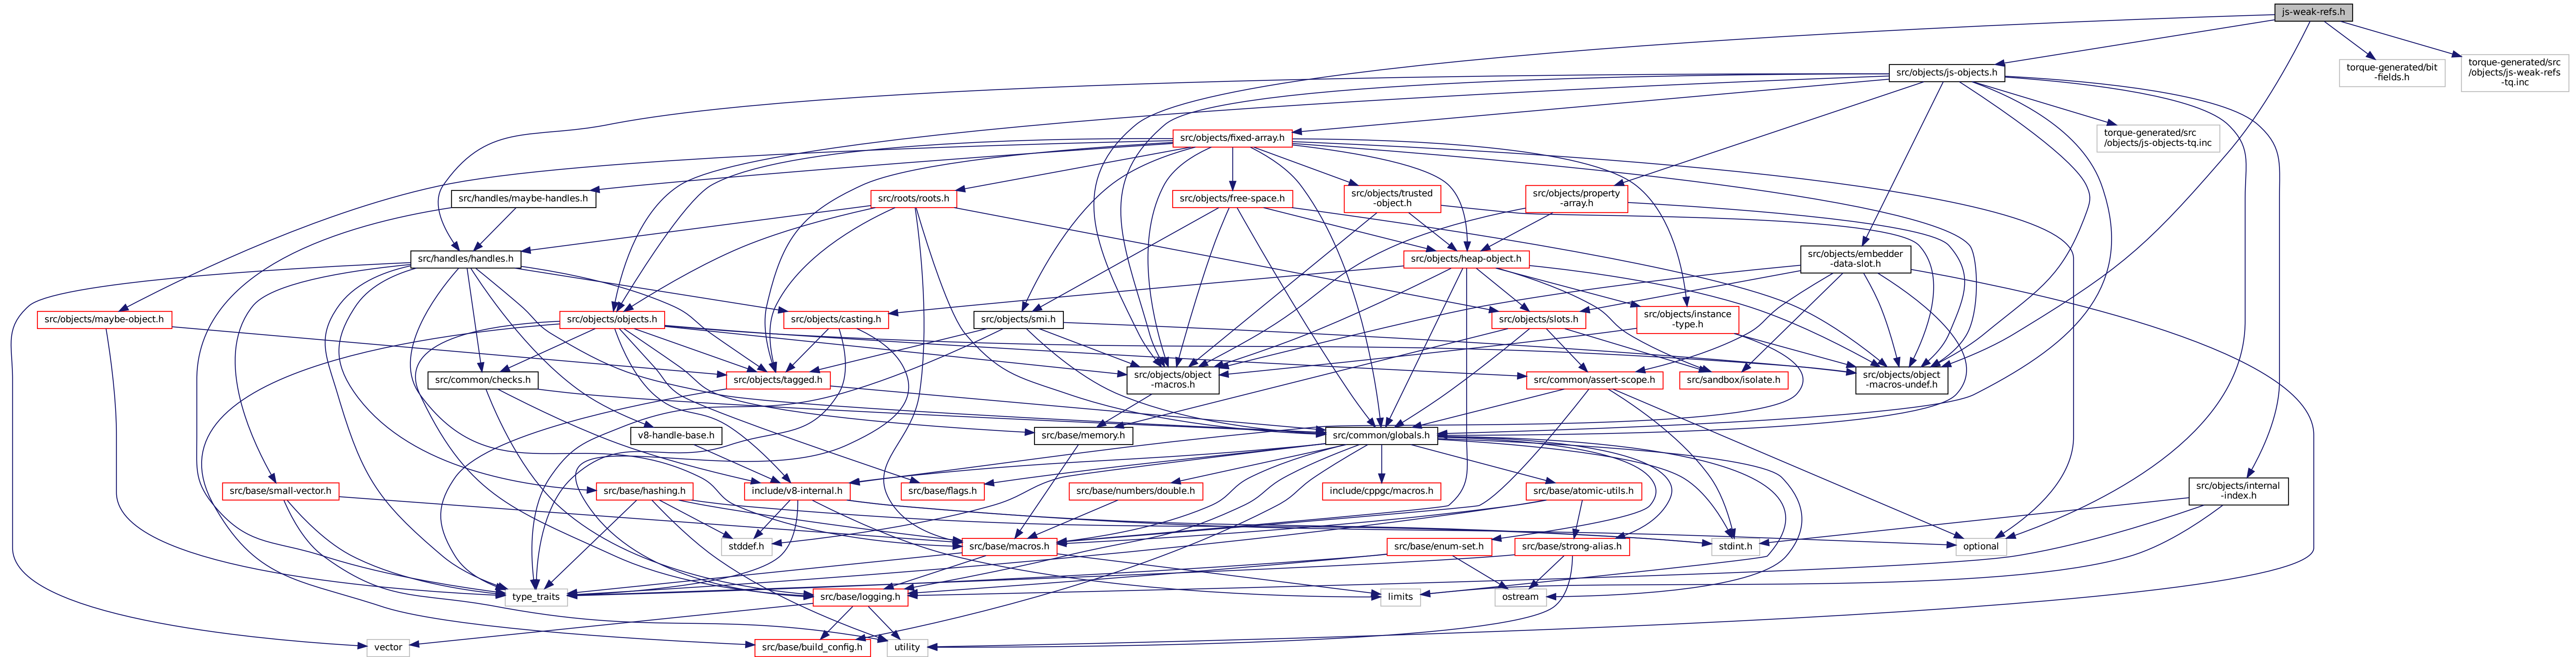 js-weak-refs.h
src/objects/js-objects.h
torque-generated/bit
-fields.h
torque-generated/src
/objects/js-weak-refs
-tq.inc
src/objects/fixed-array.h
torque-generated/src
/objects/js-objects-tq.inc
src/handles/maybe-handles.h
src/roots/roots.h
src/objects/free-space.h
src/objects/trusted
-object.h
src/objects/property
-array.h
src/handles/handles.h
src/objects/heap-object.h
src/objects/embedder
-data-slot.h
src/objects/maybe-object.h
src/objects/objects.h
src/objects/casting.h
src/objects/smi.h
src/objects/slots.h
src/objects/instance
-type.h
src/common/checks.h
src/objects/tagged.h
src/objects/object
-macros.h
src/common/assert-scope.h
src/sandbox/isolate.h
src/objects/object
-macros-undef.h
v8-handle-base.h
src/base/memory.h
src/common/globals.h
src/base/small-vector.h
src/base/hashing.h
include/v8-internal.h
src/base/flags.h
src/base/numbers/double.h
include/cppgc/macros.h
src/base/atomic-utils.h
src/objects/internal
-index.h
stddef.h
src/base/macros.h
src/base/enum-set.h
src/base/strong-alias.h
stdint.h
optional
type_traits
src/base/logging.h
limits
ostream
vector
src/base/build_config.h
utility